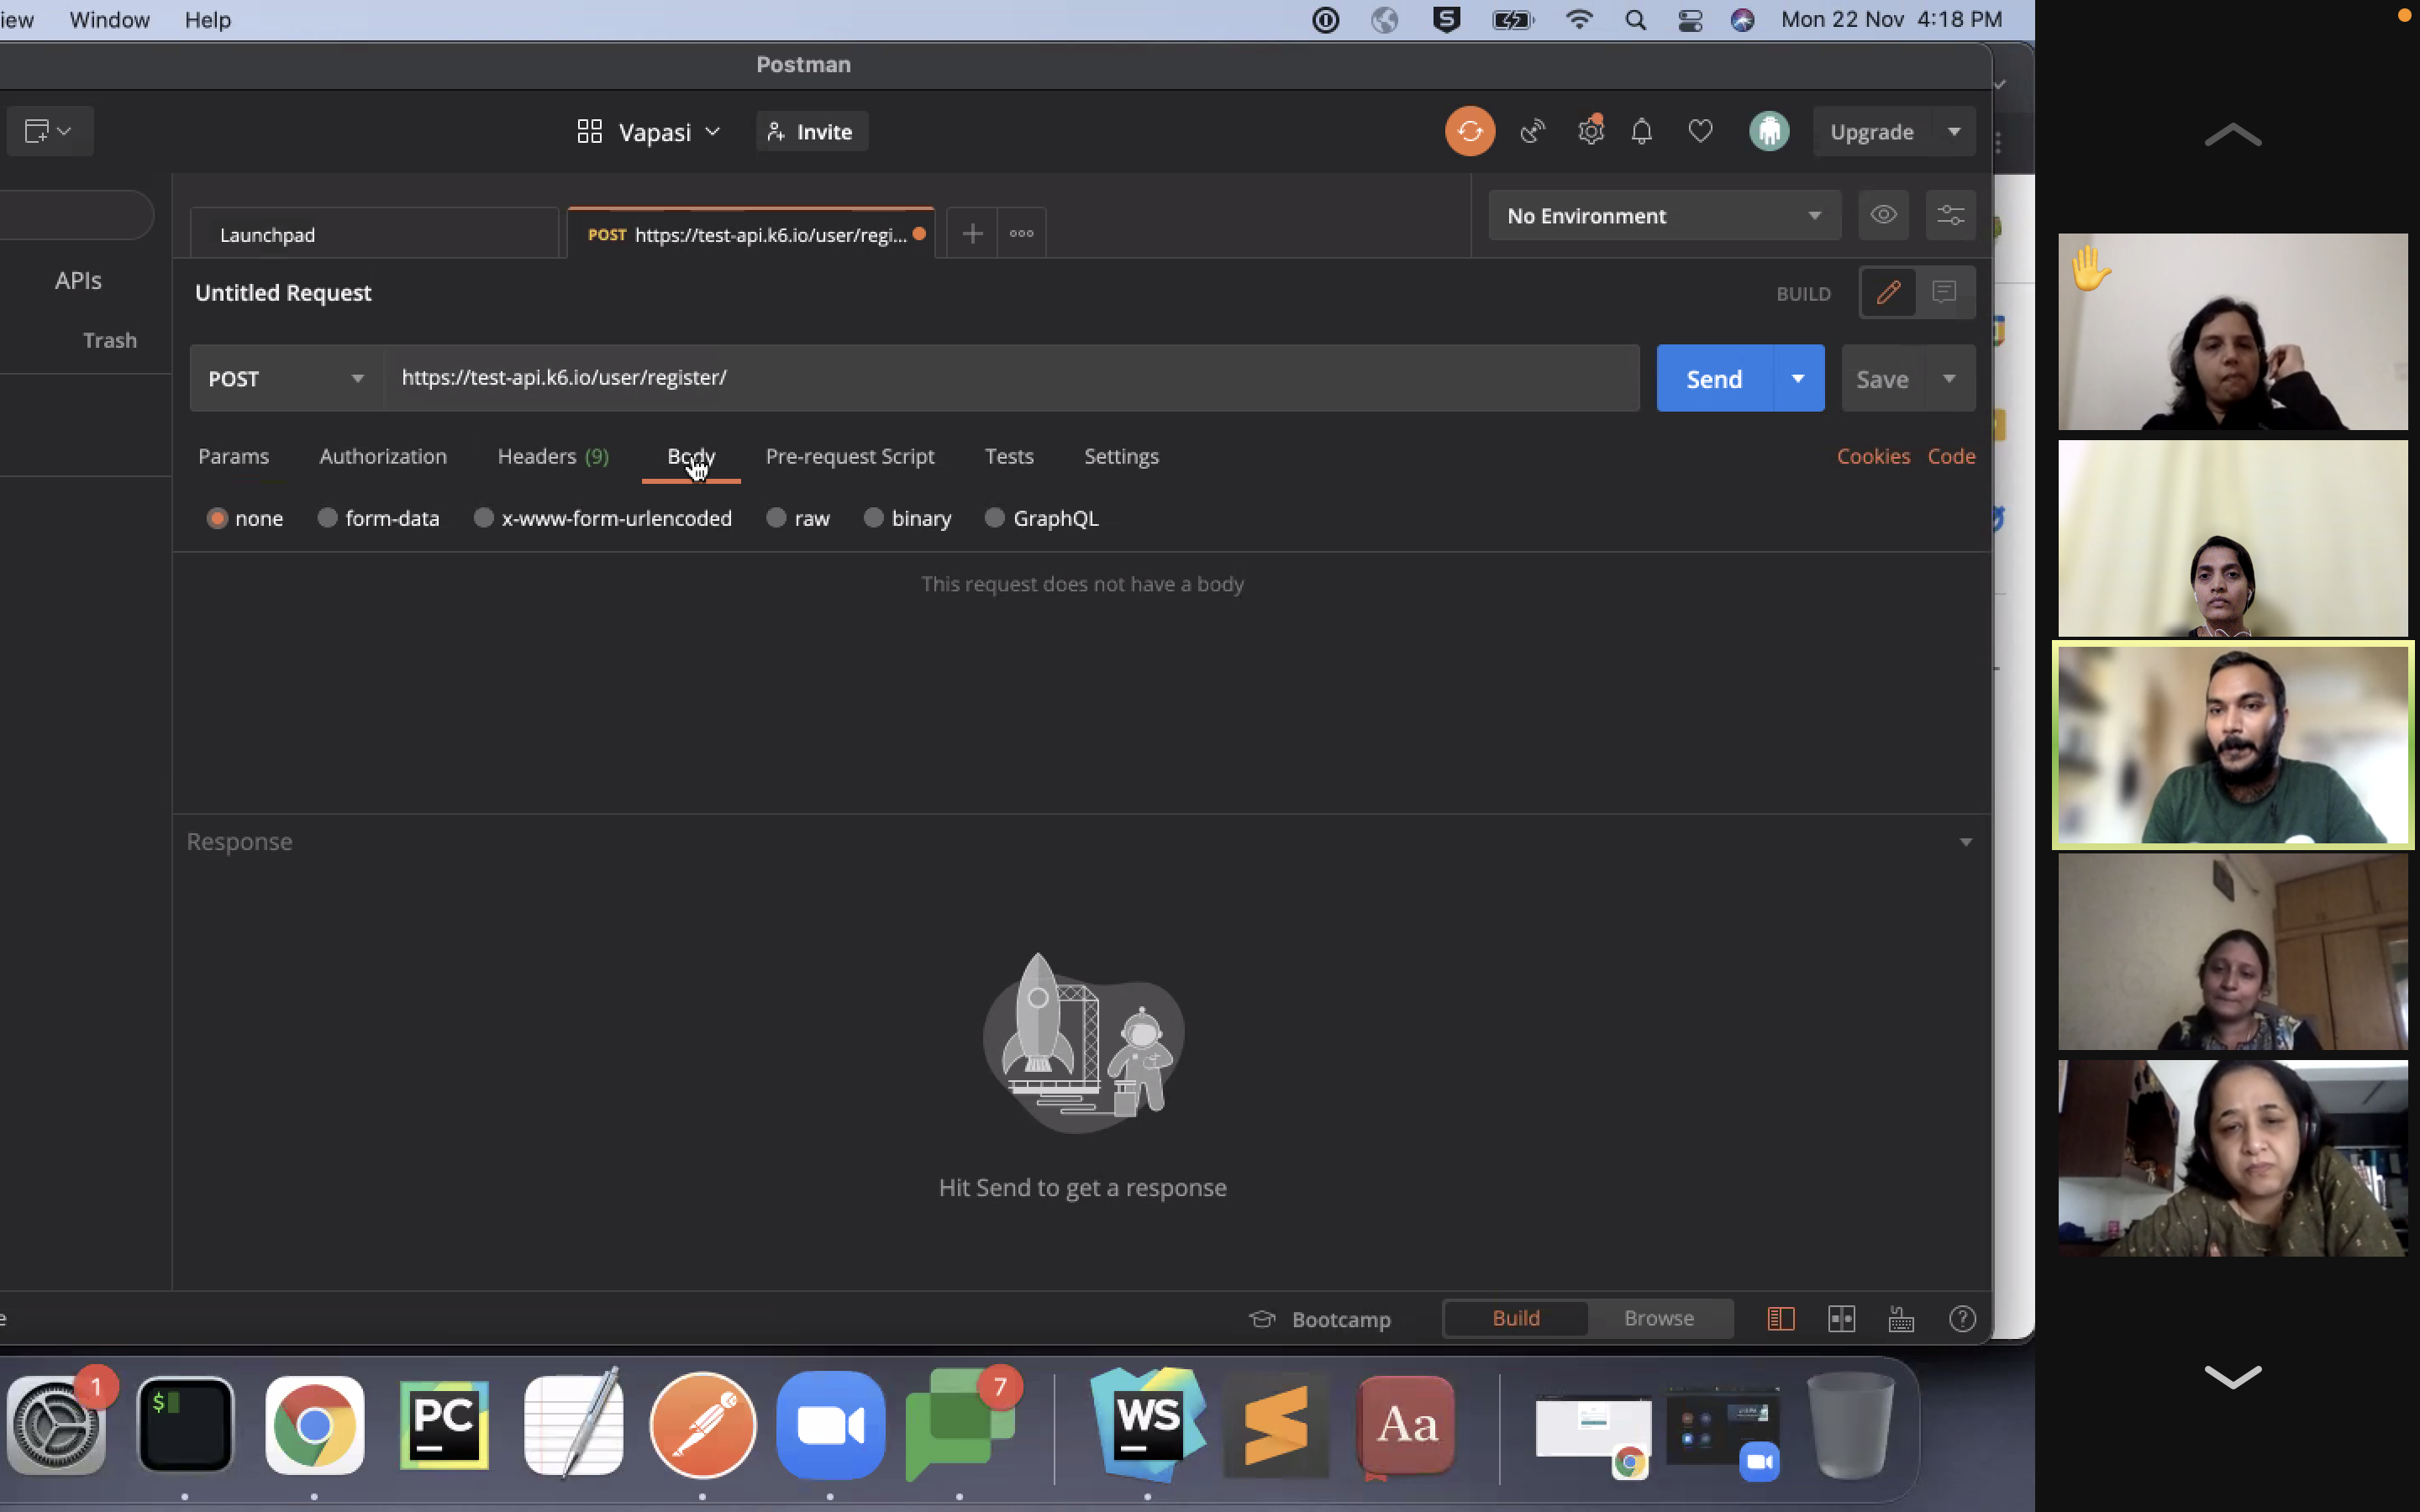 iew Window Help Mon 22 Nov 4:18 PM
Postman
Vapasi Invite Upgrade
Launchpad POST https://test-api.k6.io/user/regi... No Environment
APIs
Untitled Request BUILD
Trash
POST https://test-api.k6.io/user/register/ Send Save
Params Authorization Headers (9) Body Pre-request Script Tests Settings Cookies Code
none form-data x-www-form-urlencoded raw binary GraphQL
This request does not have a body
Response
Hit Send to get a response
e Bootcamp Build Browse
1 $ PC 7 WS Aa